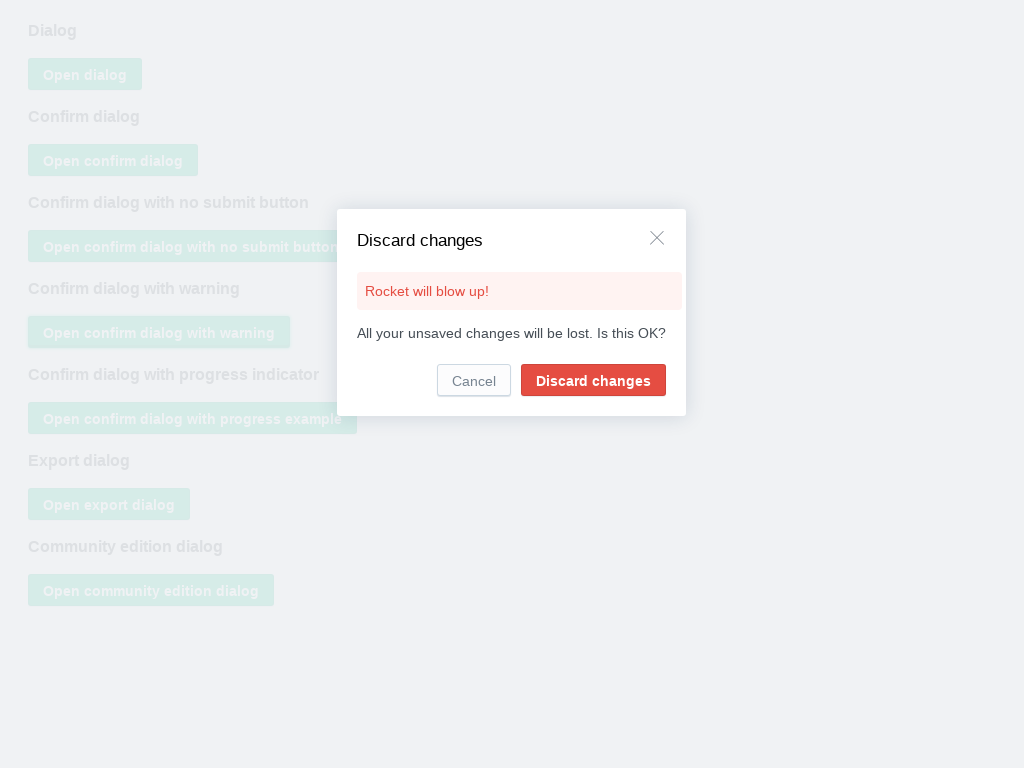 Dialog
Open dialog
Confirm dialog
Open confirm dialog
Confirm dialog with no submit button
Open confirm dialog with no submit button
Confirm dialog with warning
Open confirm dialog with warning
Confirm dialog with progress indicator
Open confirm dialog with progress example
Export dialog
Open export dialog
Community edition dialog
Open community edition dialog
Discard changes
Rocket will blow up!
All your unsaved changes will be lost. Is this OK?
Cancel
Discard changes